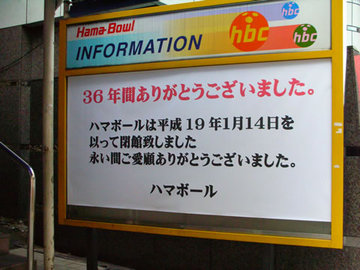 Hama-Bowl
INFORMATION
hbc
hbc
hbc
36年間ありがとうございました。
ハマボールは平成19年1月14日を
以って閉館致しました
永い間ご愛顧ありがとうございました。
ハマボール